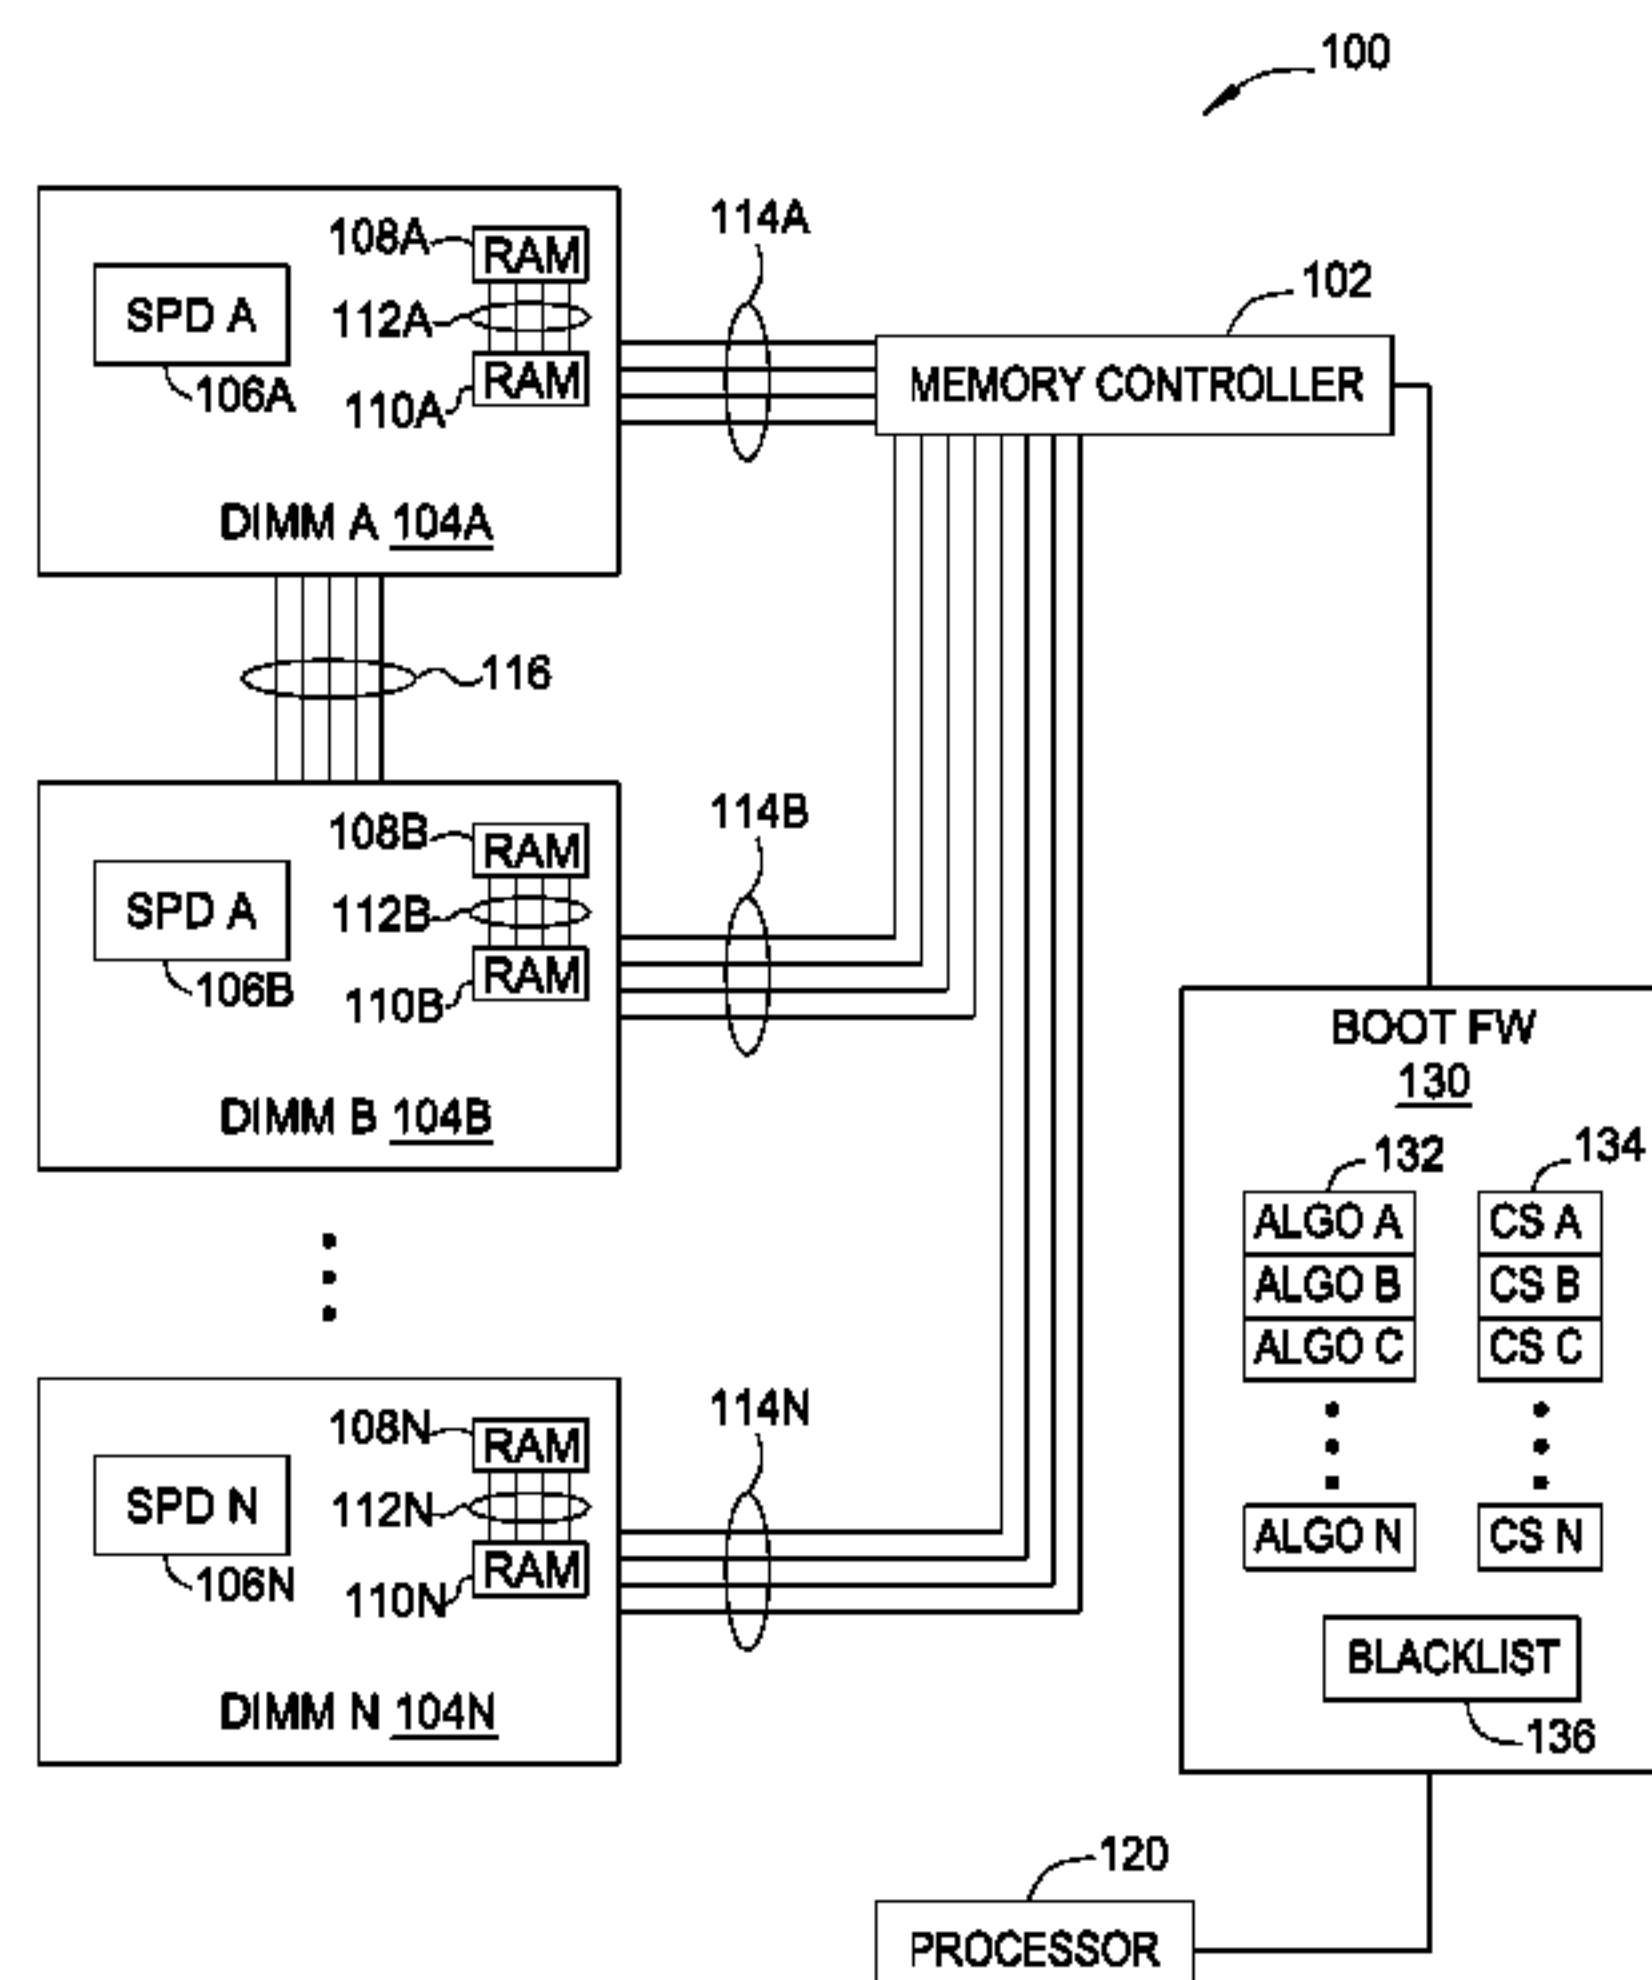 100
108A
RAM
114A
SPD A
112A
102
106A
110A
RAM
MEMORY CONTROLLER
DIMM A 104A
116
108B
RAM
114B
SPD A
112B
106B
110B
RAM
DIMM B 104B
BOOT FW
130
132
134
ALGO A
CS A
ALGO B
CS B
ALGO C
CS C
ALGO N
CS N
BLACKLIST
136
108N
RAM
114N
SPD N
112N
106N
110N
RAM
DIMM N 104N
120
PROCESSOR